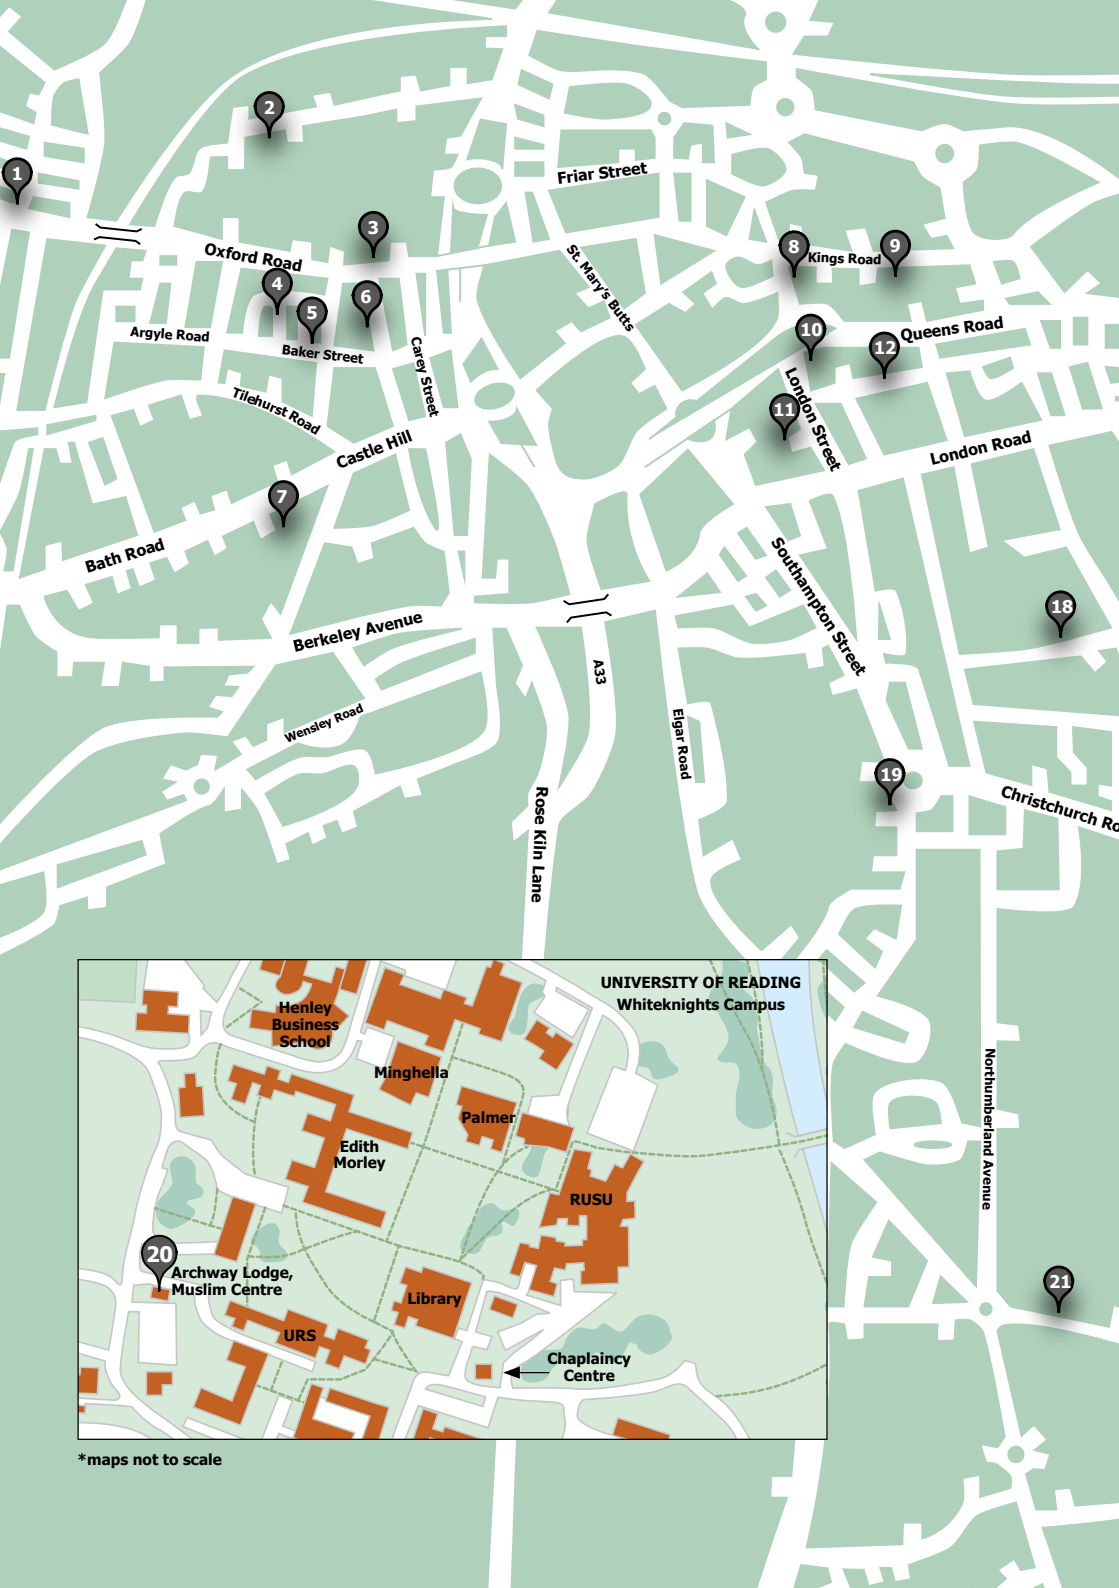 2
1
3
Friar Street
Oxford Road
8
Kings Road
9
St. Mary's Butts
4
5
6
Argyle Road
Baker Street
Carey Street
10
Queens Road
12
Tilehurst Road
Castle Hill
11
London Street
London Road
7
Bath Road
Southampton Street
18
Berkeley Avenue
A33
Wensley Road
Elgar Road
19
Christchurch Ro
Rose Kiln Lane
UNIVERSITY OF READING
Whiteknights Campus
Henley
Business
School
Minghella
Palmer
Edith
Morley
RUSU
Northumberland Avenue
20
Archway Lodge,
Muslim Centre
Library
URS
Chaplaincy
Centre
21
*maps not to scale